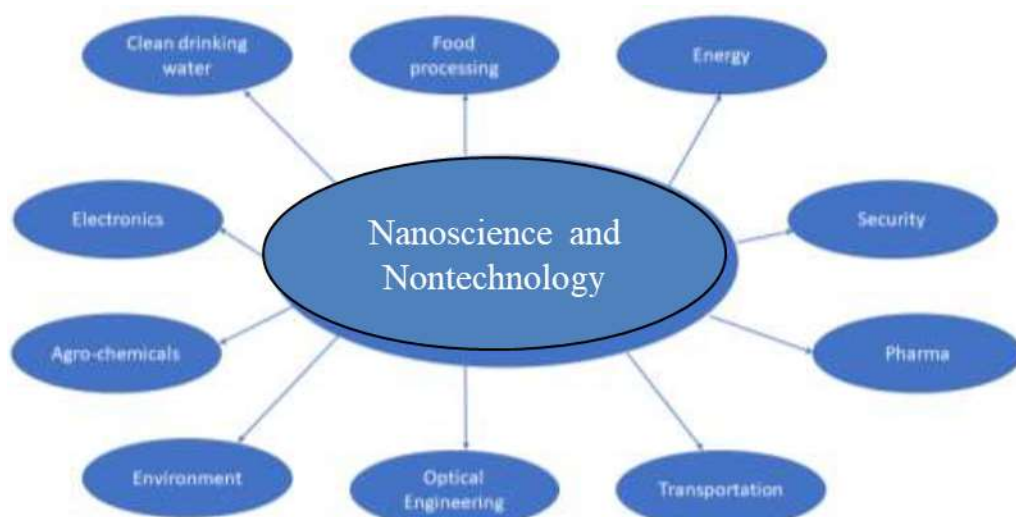 Clean drinking
water
Food
processing
Energy
Electronics
Nanoscience and
Nontechnology
Security
Agro-chemicals
Pharma
Environment
Optical
Engineering
Transportation